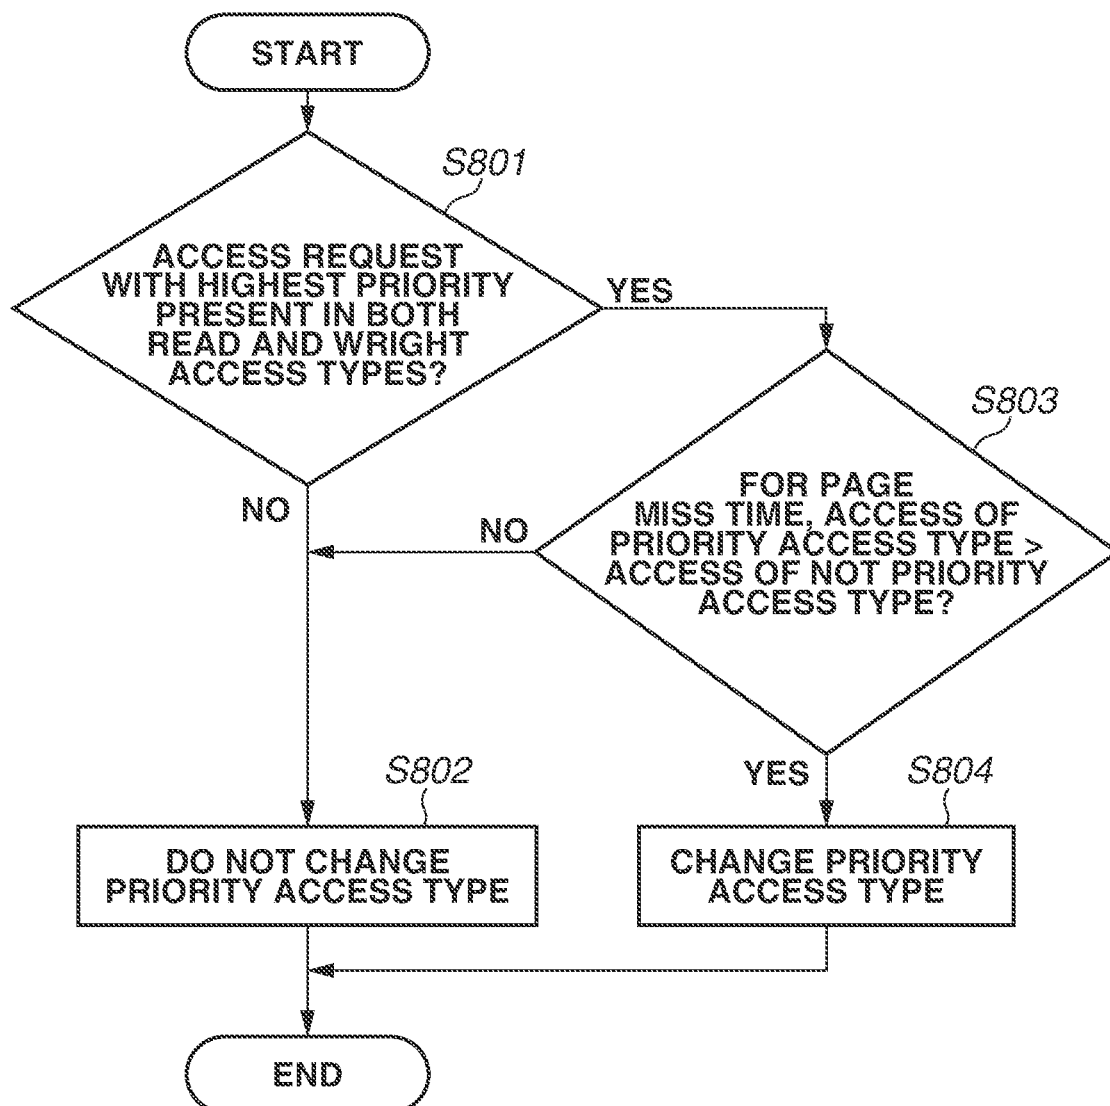 START
S801
ACCESS REQUEST
WITH HIGHEST PRIORITY
PRESENT IN BOTH
READ AND WRIGHT
ACCESS TYPES?
YES
NO
S803
FOR PAGE
MISS TIME, ACCESS OF
PRIORITY ACCESS TYPE >
ACCESS OF NOT PRIORITY
ACCESS TYPE?
NO
YES
S802
DO NOT CHANGE
PRIORITY ACCESS TYPE
S804
CHANGE PRIORITY
ACCESS TYPE
END